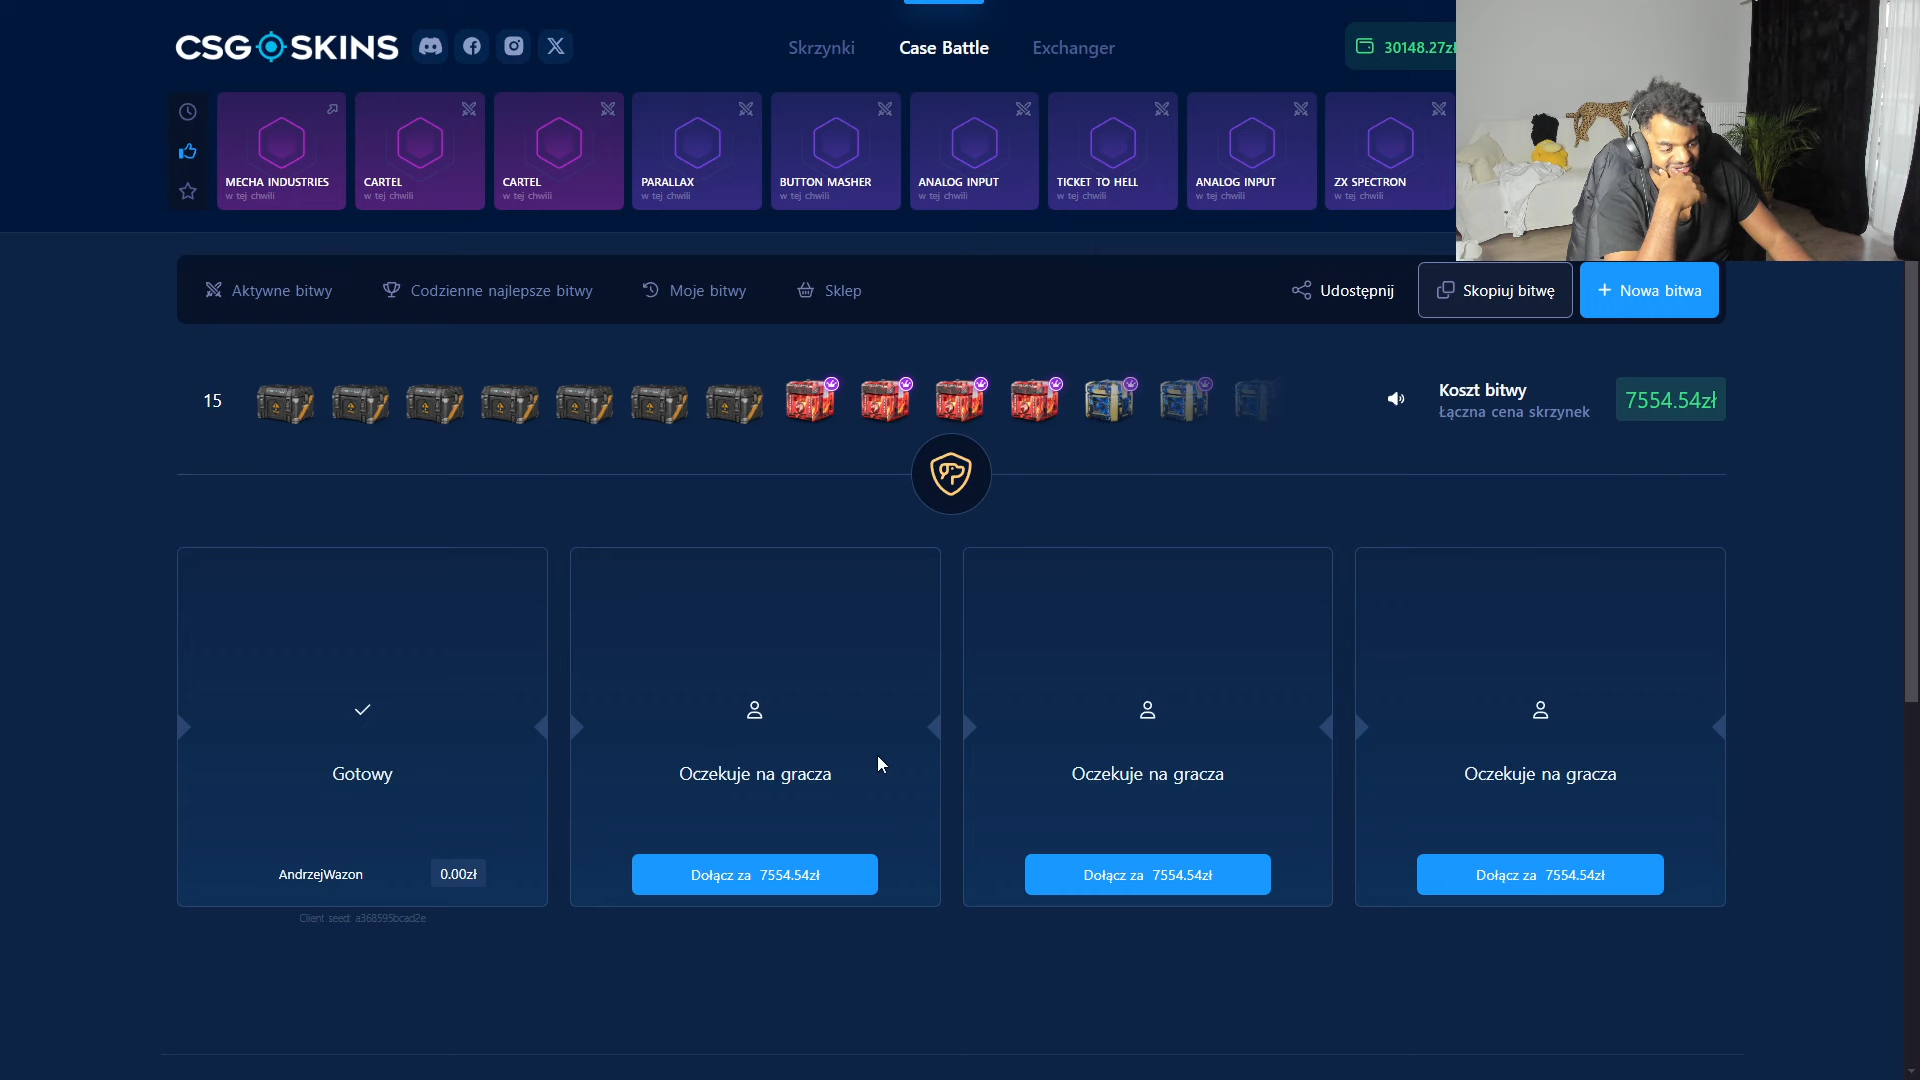 CSGOSKINS
Skrzynki
Case Battle
Exchanger
30148.27zł
MECHA INDUSTRIES
w tej chwili
CARTEL
w tej chwili
CARTEL
w tej chwili
PARALLAX
w tej chwili
BUTTON MASHER
w tej chwili
ANALOG INPUT
w tej chwili
TICKET TO HELL
w tej chwili
ANALOG INPUT
w tej chwili
ZX SPECTRON
w tej chwili
Aktywne bitwy
Codzienne najlepsze bitwy
Moje bitwy
Sklep
Udostępnij
Skopiuj bitwę
+ Nowa bitwa
15
Koszt bitwy
Łączna cena skrzynek
7554.54zł
Gotowy
Oczekuje na gracza
Oczekuje na gracza
Oczekuje na gracza
AndrzejWazon
0.00zł
Dołącz za 7554.54zł
Dołącz za 7554.54zł
Dołącz za 7554.54zł
Client seed: a368595bcad2e